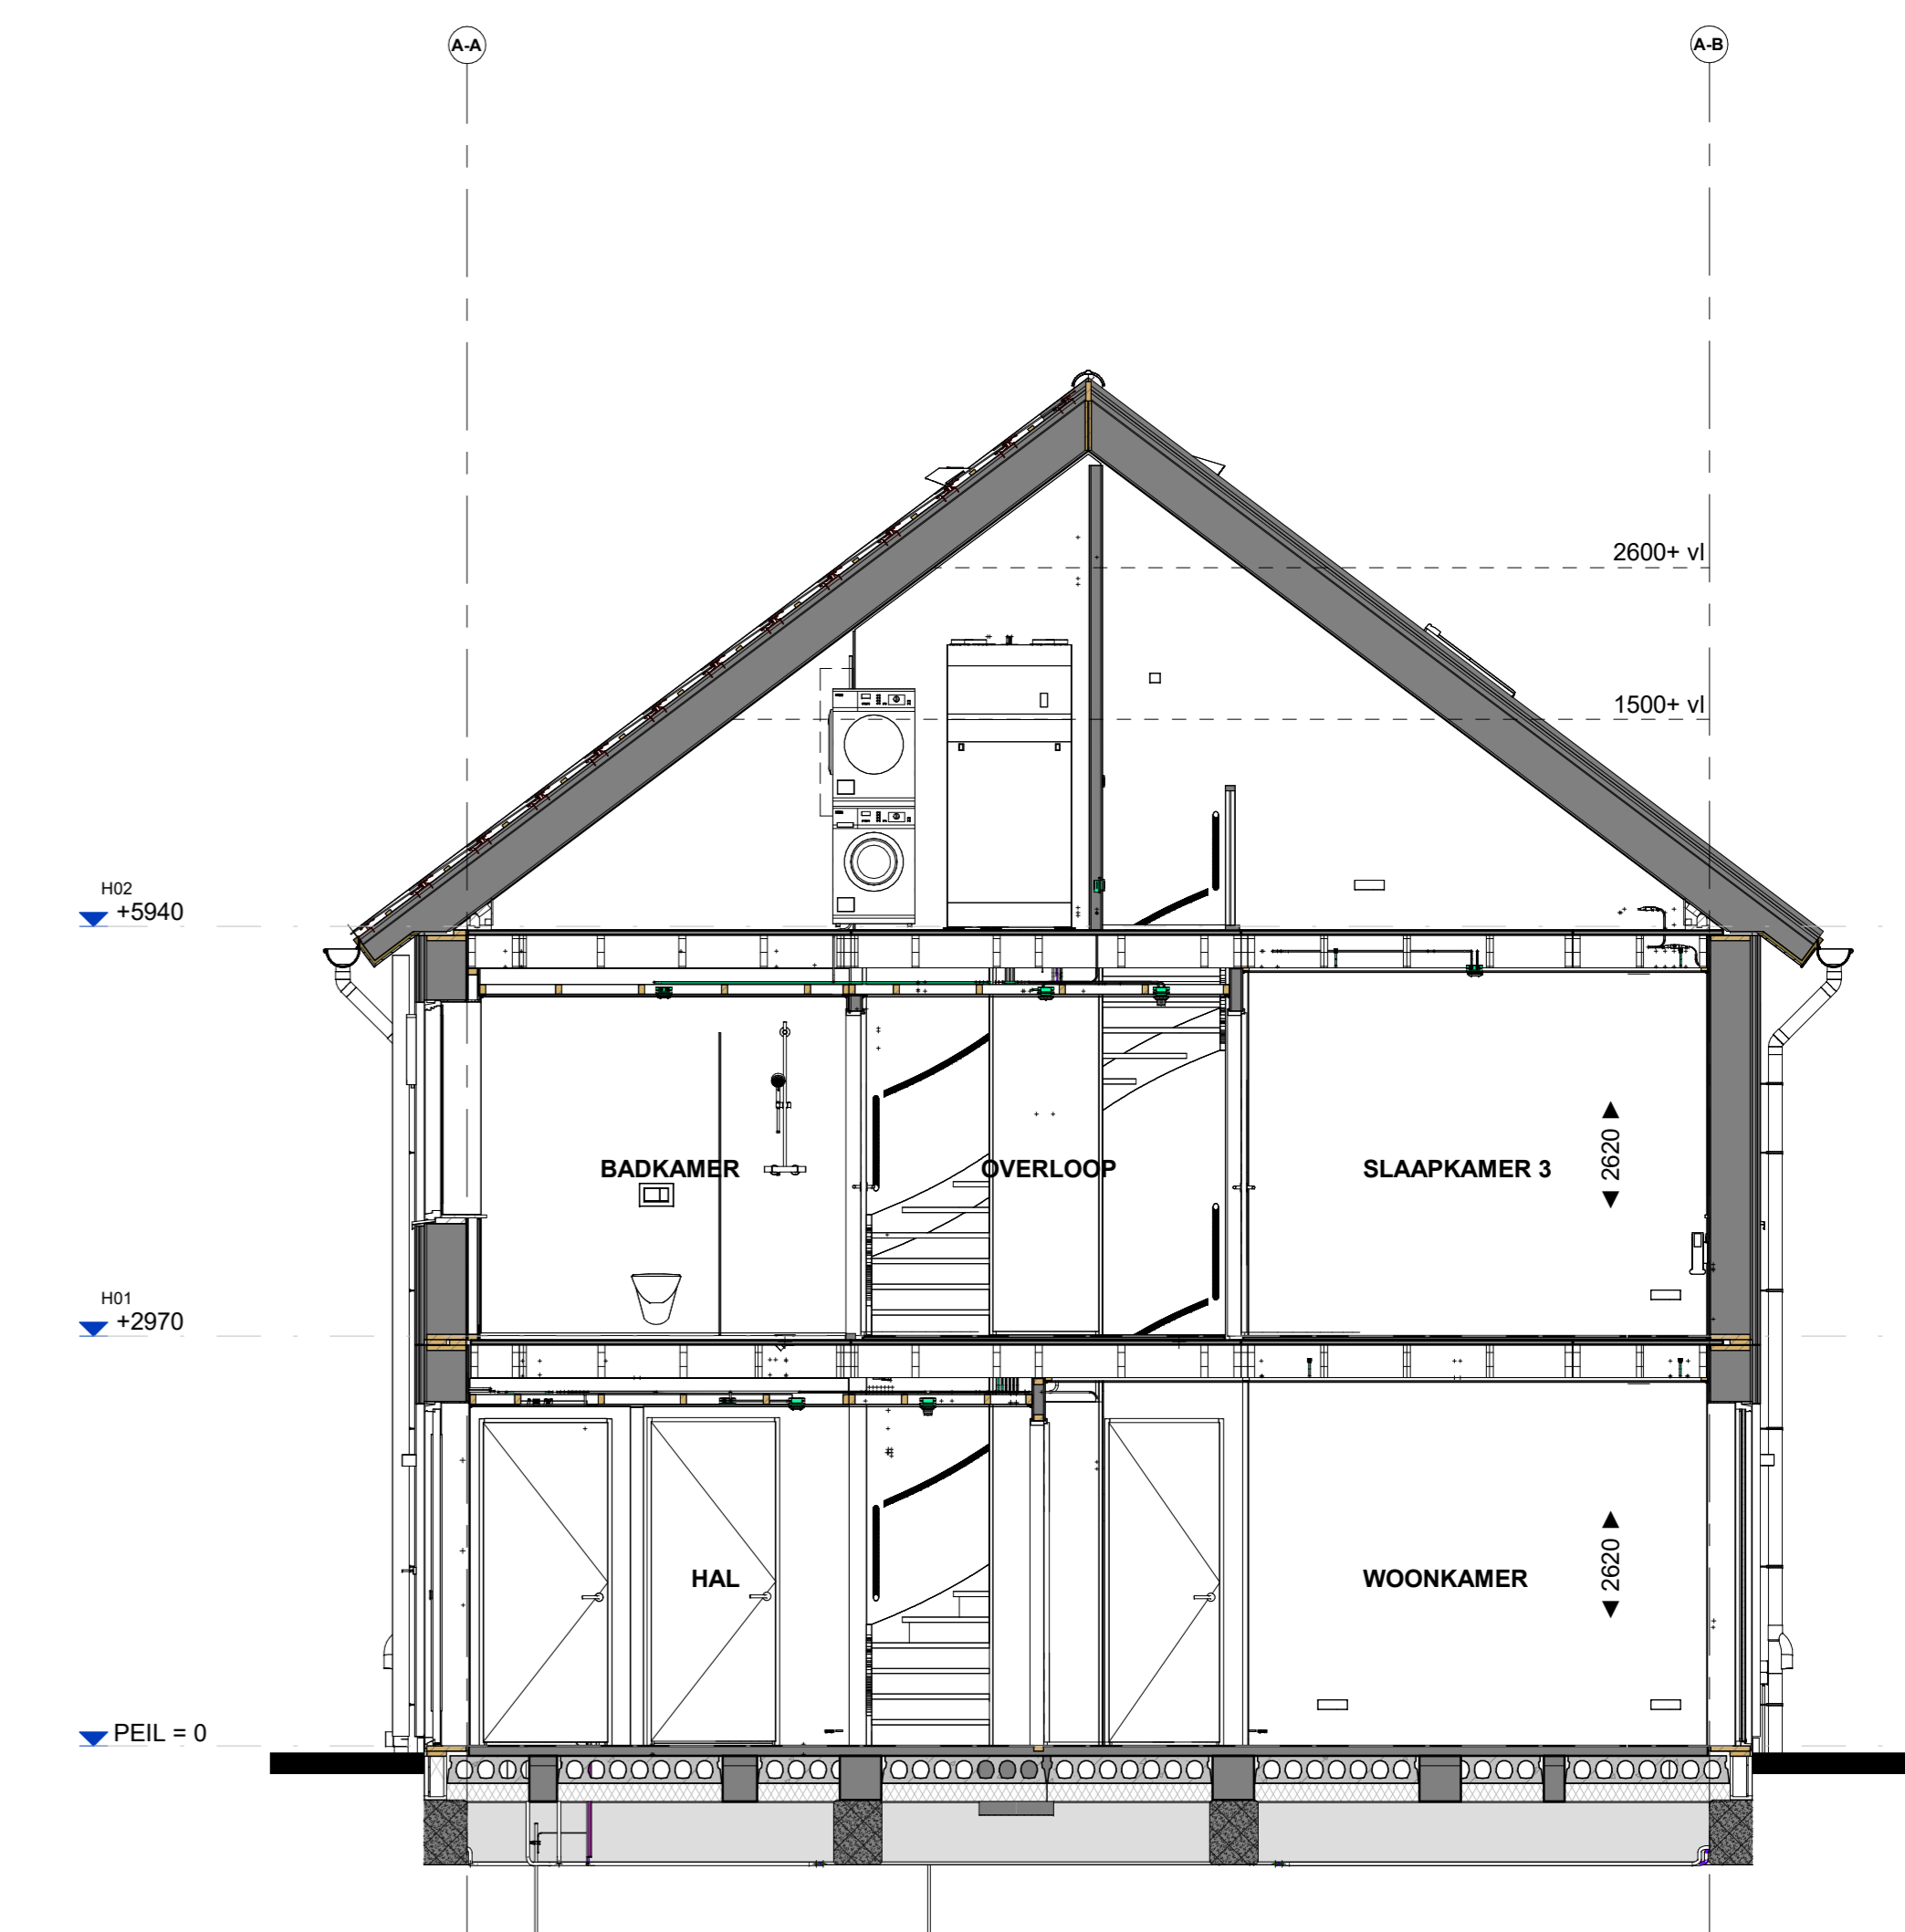 A-A
A-B
2600+ vl
1500+ vl
H02
+5940
BADKAMER
OVERLOOP
SLAAPKAMER 3
◀ 2620 ▶
H01
+2970
HAL
WOONKAMER
◀ 2620 ▶
PEIL = 0